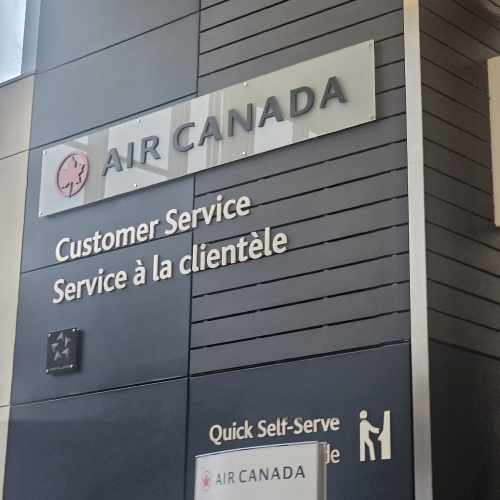 AIR CANADA
Customer Service
Service à la clientèle
Quick Self-Serve
AIR CANADA